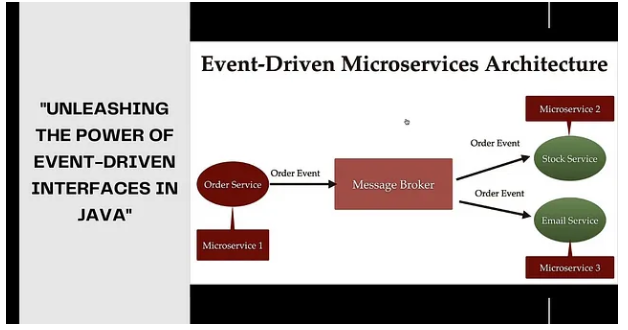 "UNLEASHING
THE POWER OF
EVENT-DRIVEN
INTERFACES IN
JAVA"
Event-Driven Microservices Architecture
Microservice 2
Order Event
Stock Service
Order Service
Order Event
Message Broker
Order Event
Email Service
Microservice 1
Microservice 3